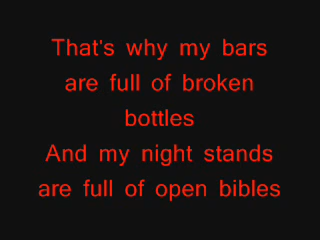 That's why my bars
are full of broken
bottles
And my night stands
are full of open bibles